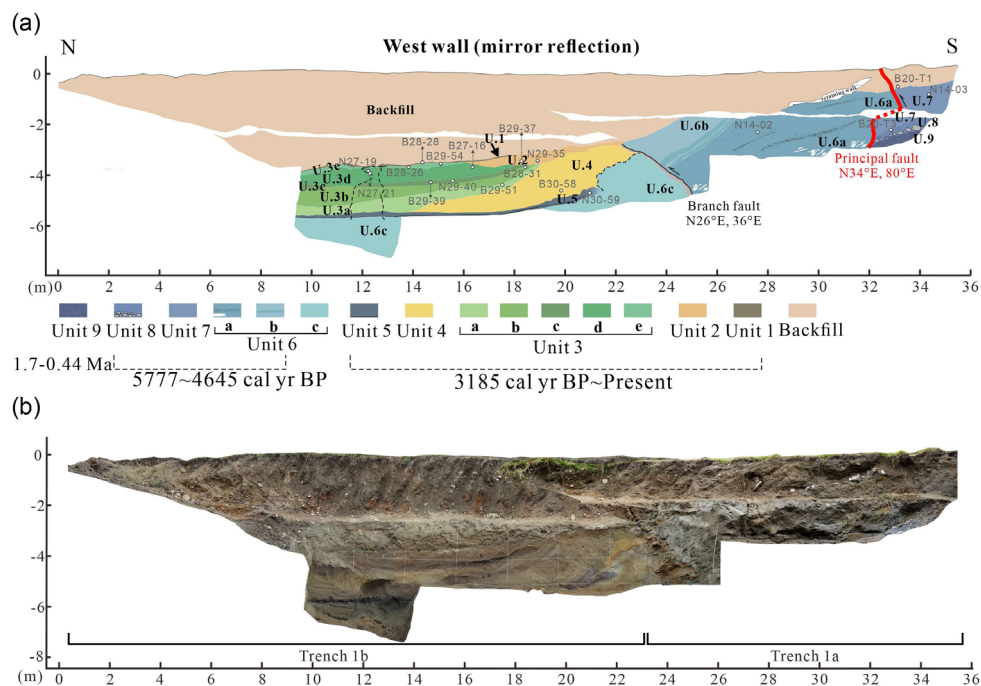 (a)
N
West wall (mirror reflection)
S
0
-2
-4
-6
Backfill
retaining wall
B20-T1
N14-03
U.6a
U.7
U.7
U.8
U.9
B20-T3
U.6a
N14-02
U.6b
Principal fault
N34°E, 80°E
B29-37
U.1
B28-28
B27-16
N27-19
B29-54
N29-35
U.2
U.4
U.3e
U.3d
B28-26
B28-31
U.3c
N27-21
N29-40
B29-51
B30-58
U.6c
U.3b
B29-39
U.5
N30-59
U.3a
U.6c
Branch fault
N26°E, 36°E
(m)
0 2 4 6 8 10 12 14 16 18 20 22 24 26 28 30 32 34 36
Unit 9 Unit 8 Unit 7 a b c Unit 5 Unit 4 a b c d e Unit 2 Unit 1 Backfill
Unit 6 Unit 3
1.7-0.44 Ma
5777~4645 cal yr BP 3185 cal yr BP~Present
(b)
0
-2
-4
-6
-8
Trench 1b Trench 1a
(m)
0 2 4 6 8 10 12 14 16 18 20 22 24 26 28 30 32 34 36